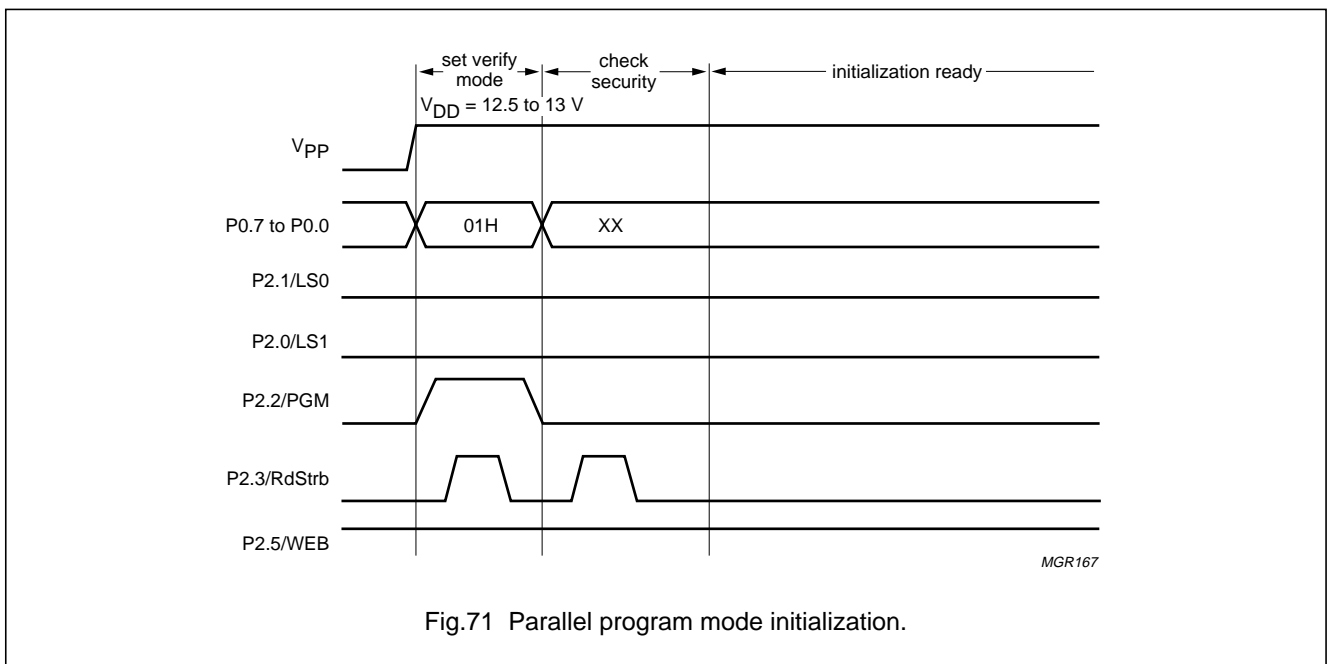 set verify
mode
check
security
initialization ready
VDD = 12.5 to 13 V
VPP
P0.7 to P0.0
01H
XX
P2.1/LS0
P2.0/LS1
P2.2/PGM
P2.3/RdStrb
P2.5/WEB
MGR167
Fig.71 Parallel program mode initialization.